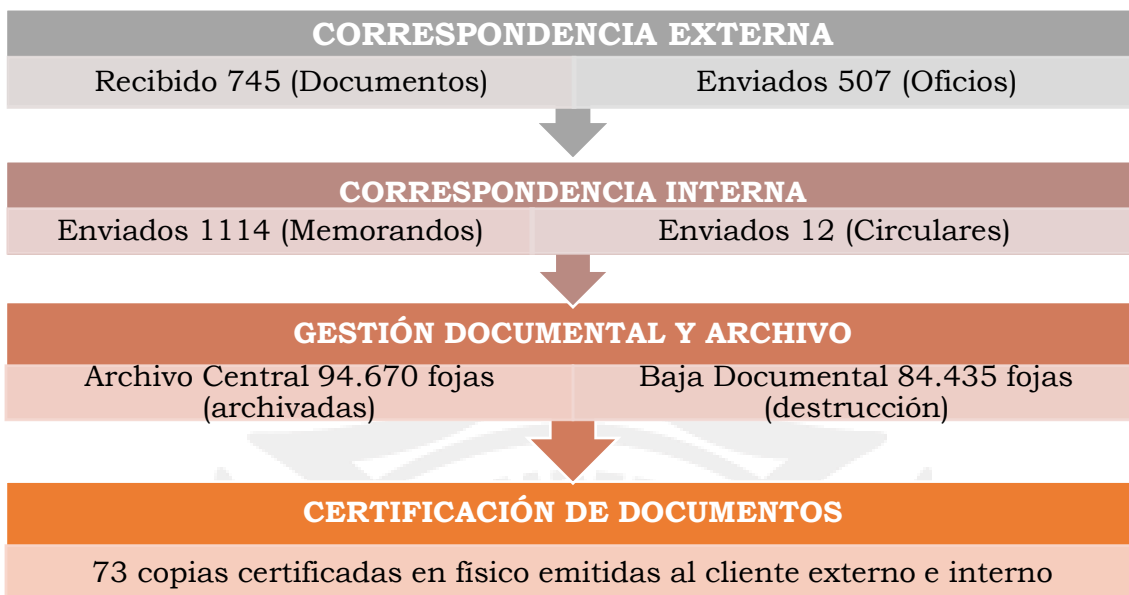 CORRESPONDENCIA EXTERNA
Recibido 745 (Documentos)
Enviados 507 (Oficios)
CORRESPONDENCIA INTERNA
Enviados 1114 (Memorandos)
Enviados 12 (Circulares)
GESTIÓN DOCUMENTAL Y ARCHIVO
Archivo Central 94.670 fojas
(archivadas)
Baja Documental 84.435 fojas
(destrucción)
CERTIFICACIÓN DE DOCUMENTOS
73 copias certificadas en físico emitidas al cliente externo e interno